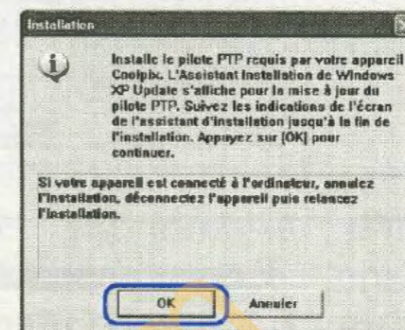 Installation
Installe le pilote PTP requis par votre appareil
Coolpix. L'Assistant Installation de Windows
XP Update s'affiche pour la mise à jour du
pilote PTP. Suivez les indications de l'écran
de l'assistant d'installation jusqu'à la fin de
l'installation. Appuyez sur [OK] pour
continuer.
Si votre appareil est connecté à l'ordinateur, annulez
l'installation, déconnectez l'appareil puis relancez
l'installation.
OK
Annuler